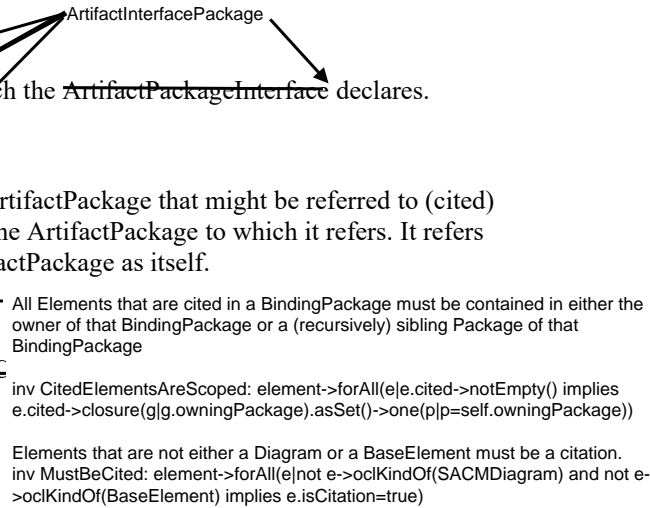 ArtifactInterfacePackage
the ArtifactPackageInterface declares.
ArtifactPackage that might be referred to (cited)
the ArtifactPackage to which it refers. It refers
ArtifactPackage as itself.
All Elements that are cited in a BindingPackage must be contained in either the
owner of that BindingPackage or a (recursively) sibling Package of that
BindingPackage
inv CitedElementsAreScoped: element->forAll(e|e.cited->notEmpty() implies
e.cited->closure(g|g.owningPackage).asSet()->one(p|p=self.owningPackage))
Elements that are not either a Diagram or a BaseElement must be a citation.
inv MustBeCited: element->forAll(e|not e->oclKindOf(SACMDiagram) and not e-
>oclKindOf(BaseElement) implies e.isCitation=true)